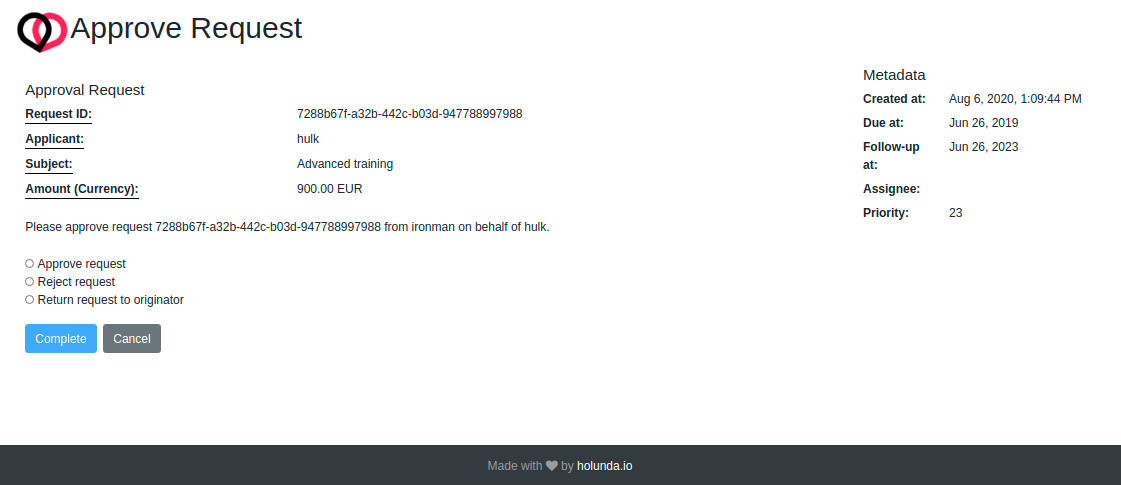 Approve Request
Approval Request
Request ID: 7288b67f-a32b-442c-b03d-947788997988
Applicant: hulk
Subject: Advanced training
Amount (Currency): 900.00 EUR
Please approve request 7288b67f-a32b-442c-b03d-947788997988 from ironman on behalf of hulk.
Approve request
Reject request
Return request to originator
Complete Cancel
Metadata
Created at: Aug 6, 2020, 1:09:44 PM
Due at: Jun 26, 2019
Follow-up Jun 26, 2023
at:
Assignee:
Priority: 23
Made with by holunda.io